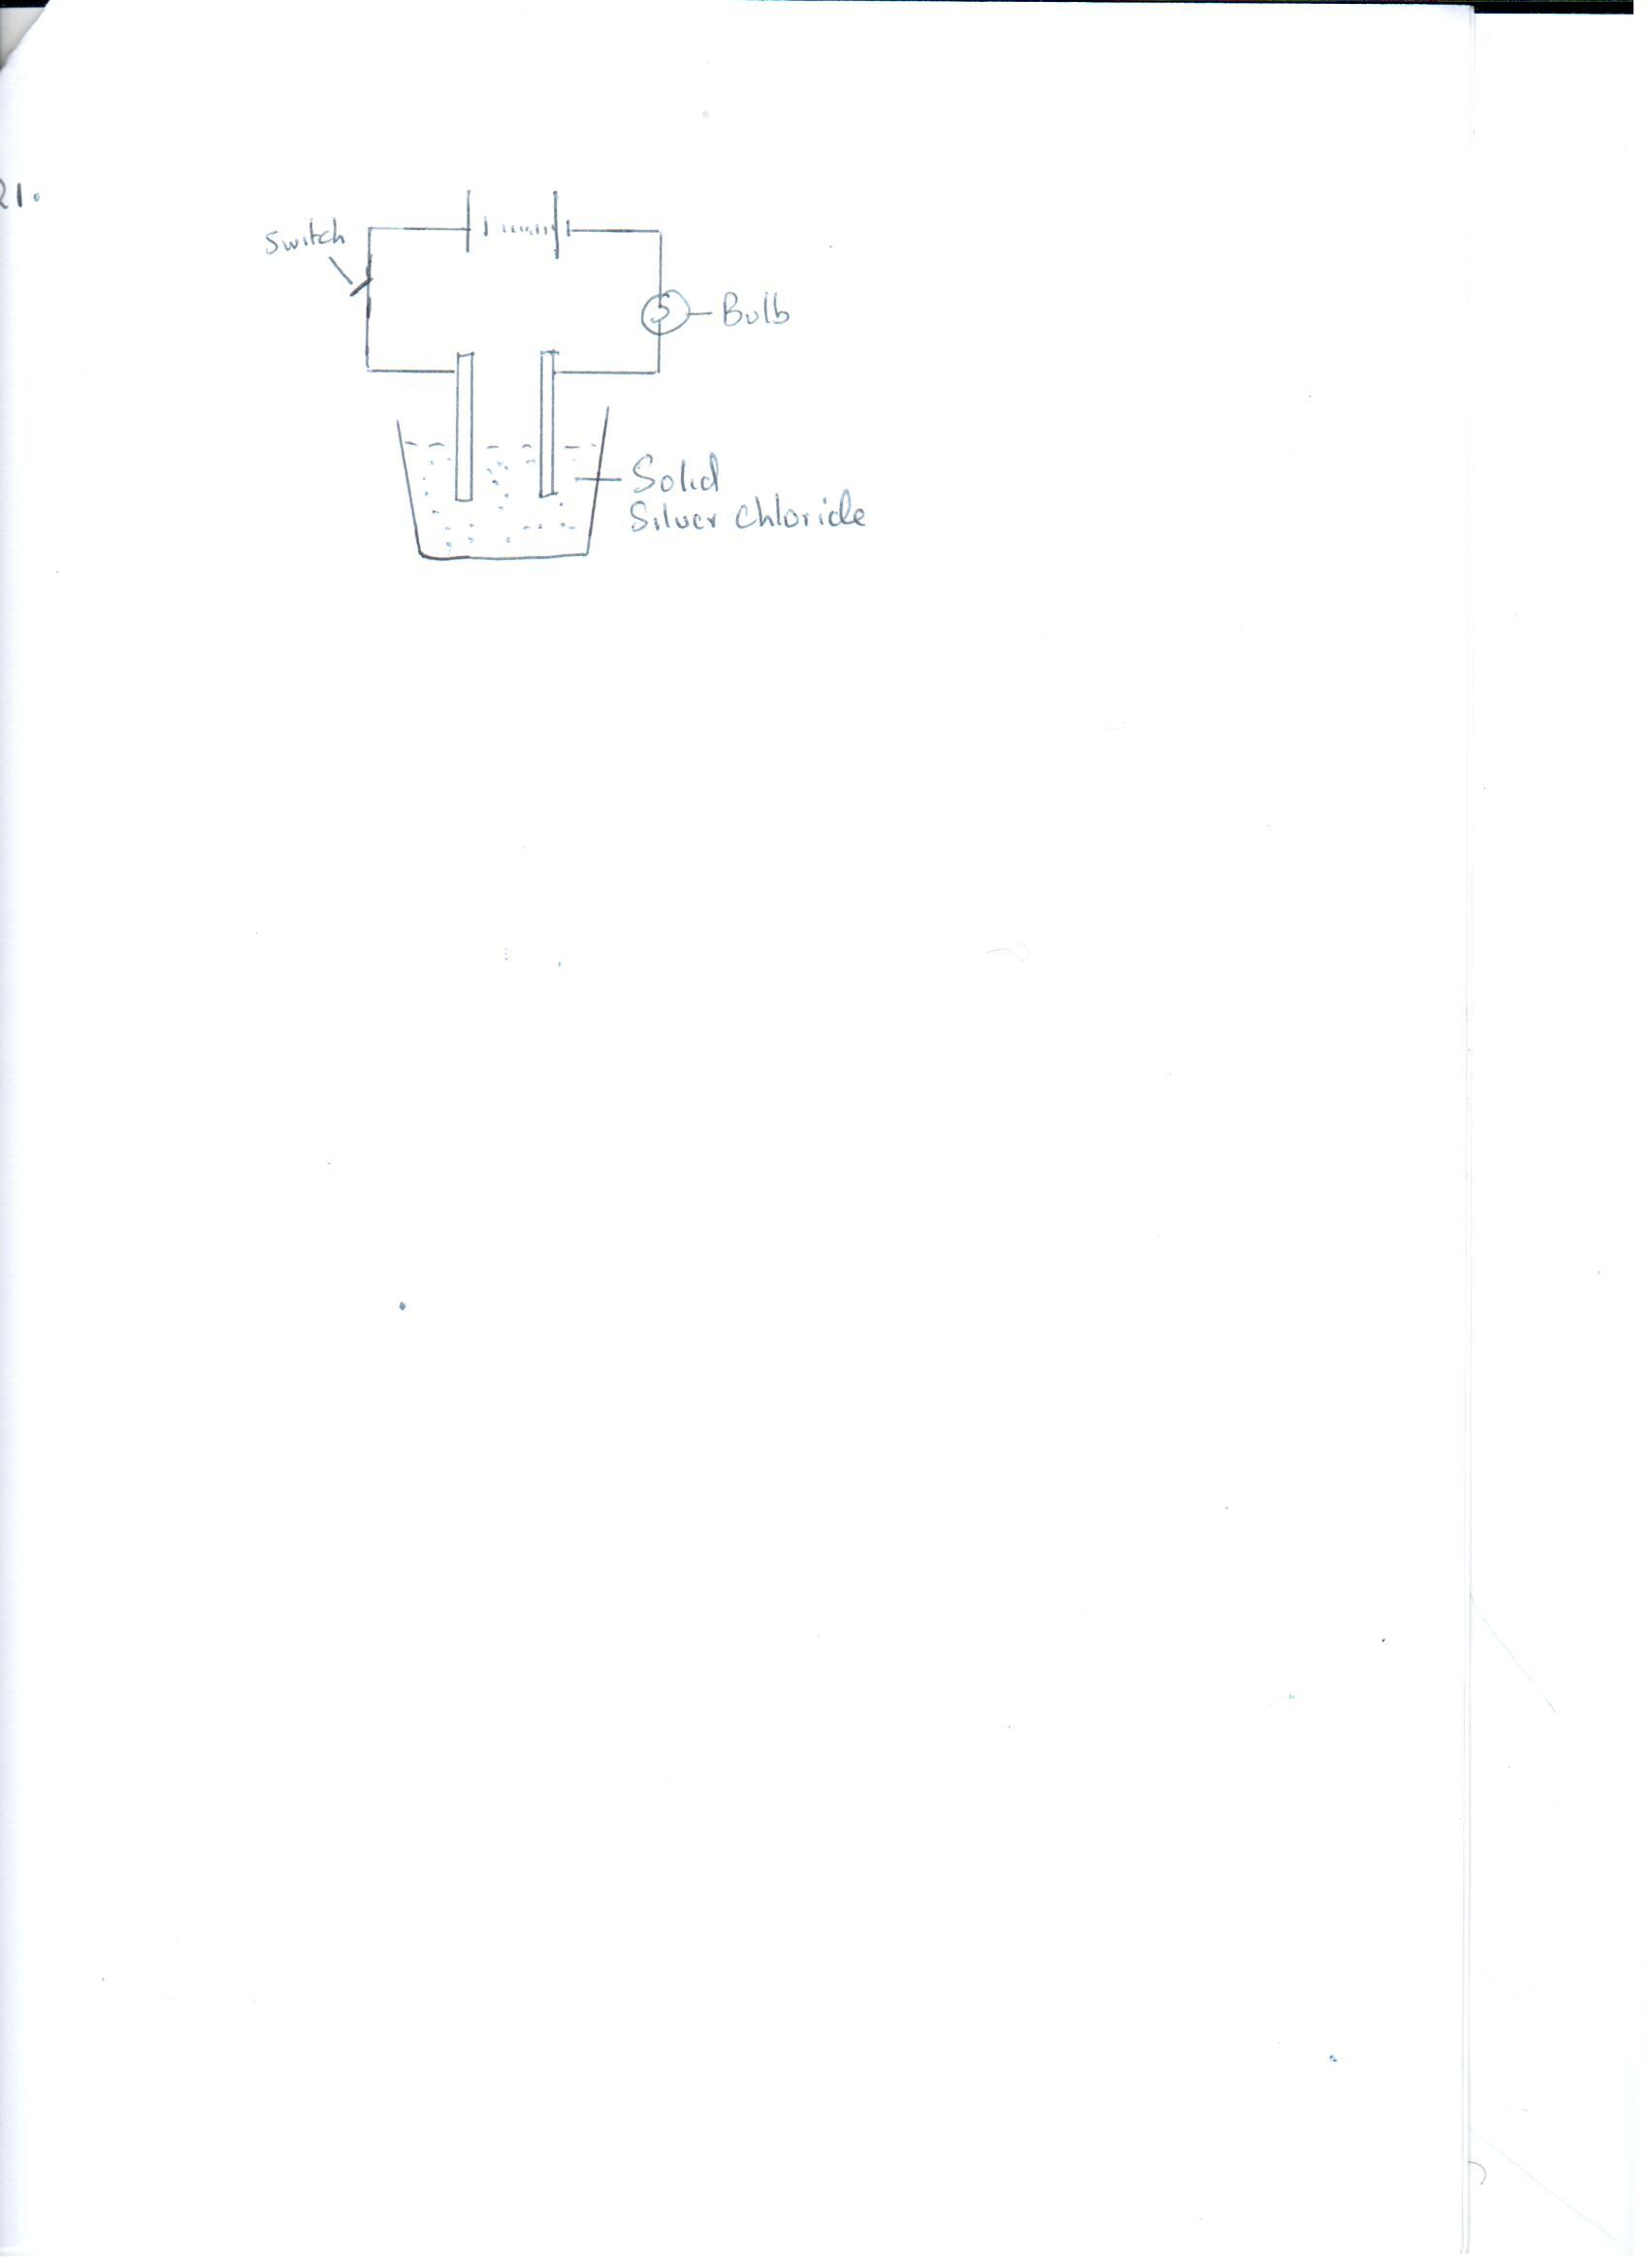 21.
Switch
Bulb
Solid
Silver Chloride